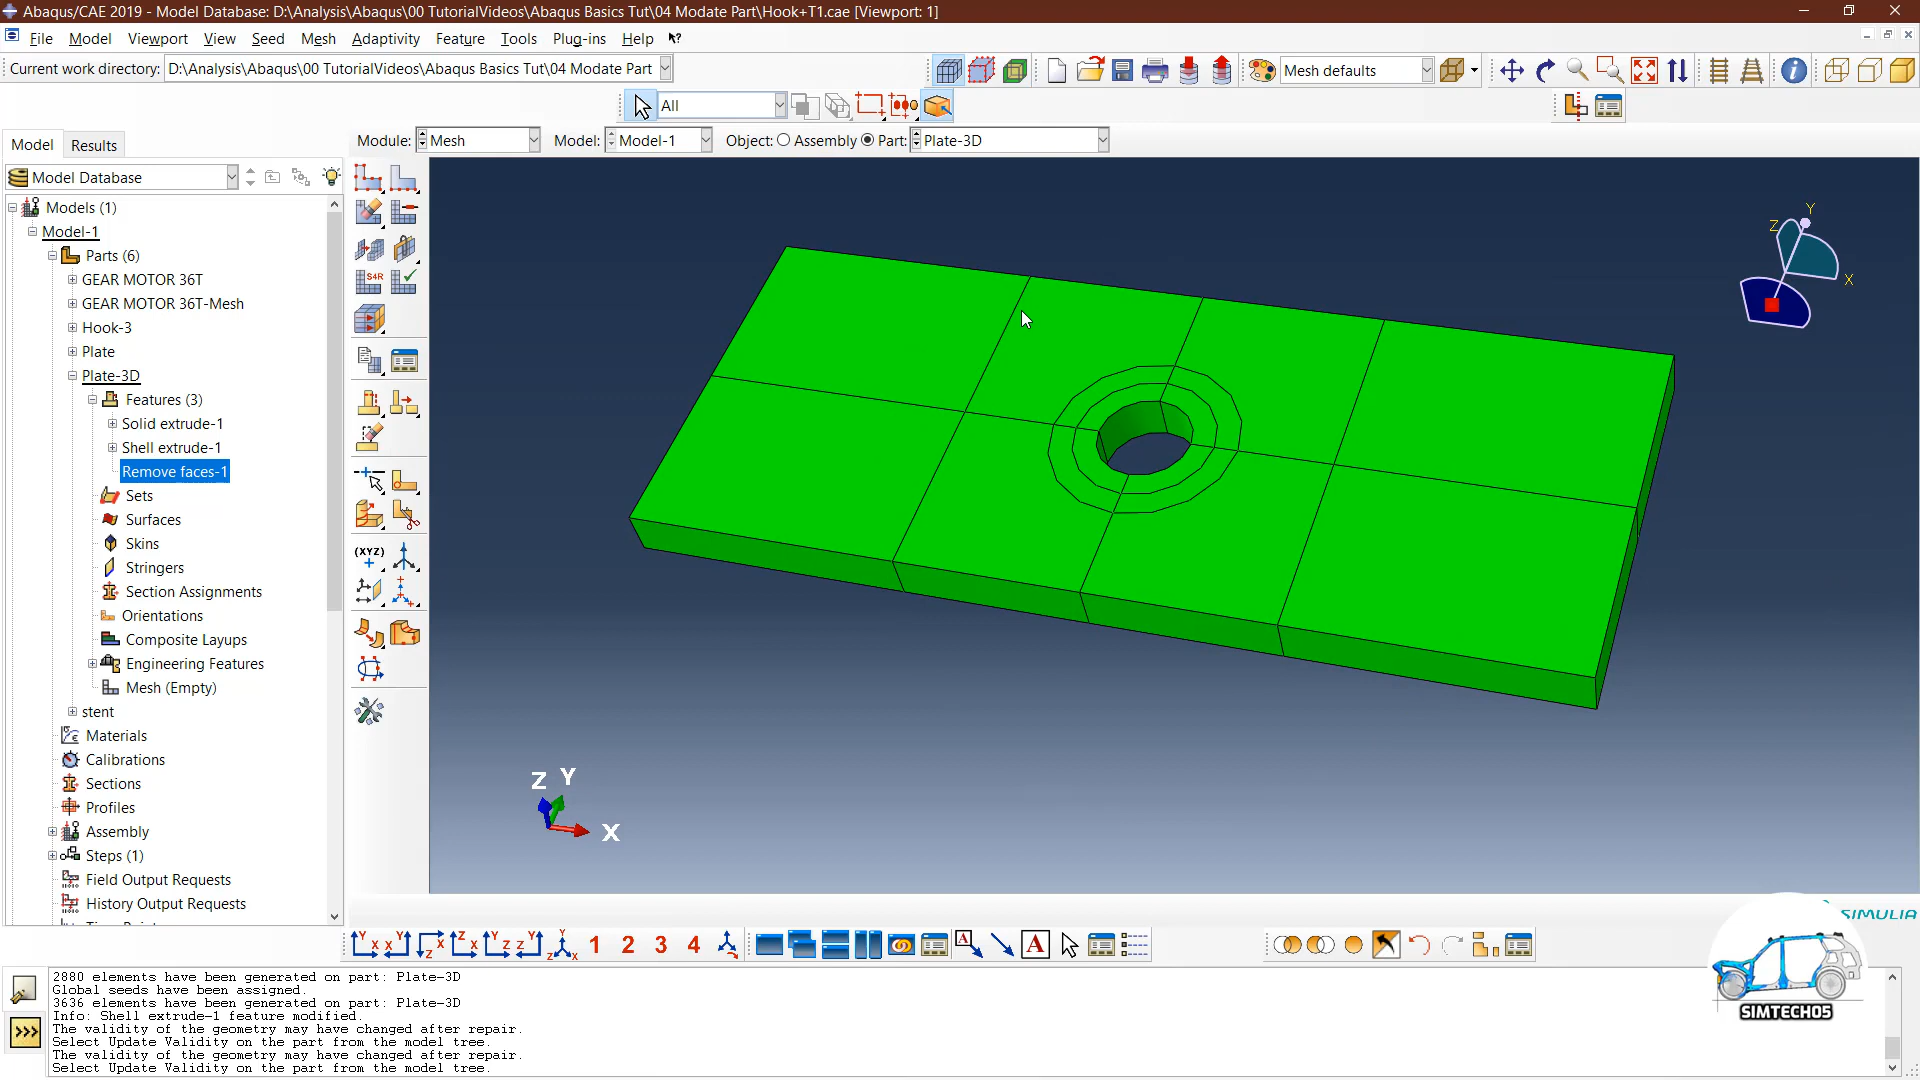 Abaqus/CAE 2019 - Model Database: D:\Analysis\Abaqus\00 TutorialVideos\Abaqus Basics Tut\04 Modate Part\Hook+T1.cae [Viewport: 1]
File Model Viewport View Seed Mesh Adaptivity Feature Tools Plug-ins Help
Current work directory: D:\Analysis\Abaqus\00 TutorialVideos\Abaqus Basics Tut\04 Modate Part
Mesh defaults
All
Model Results
Module: Mesh Model: Model-1 Object: Assembly Part: Plate-3D
Model Database
Models (1)
Model-1
Parts (6)
GEAR MOTOR 36T
GEAR MOTOR 36T-Mesh
Hook-3
Plate
Plate-3D
Features (3)
Solid extrude-1
Shell extrude-1
Remove faces-1
Sets
Surfaces
Skins
Stringers
Section Assignments
Orientations
Composite Layups
Engineering Features
Mesh (Empty)
stent
Materials
Calibrations
Sections
Profiles
Assembly
Steps (1)
Field Output Requests
History Output Requests
S4R
(XYZ)
Y
Z
X
Z Y
X
SIMULIA
1 2 3 4
A
A
2880 elements have been generated on part: Plate-3D
Global seeds have been assigned.
3636 elements have been generated on part: Plate-3D
Info: Shell extrude-1 feature modified.
The validity of the geometry may have changed after repair.
Select Update Validity on the part from the model tree.
The validity of the geometry may have changed after repair.
Select Update Validity on the part from the model tree.
SIMTECH05